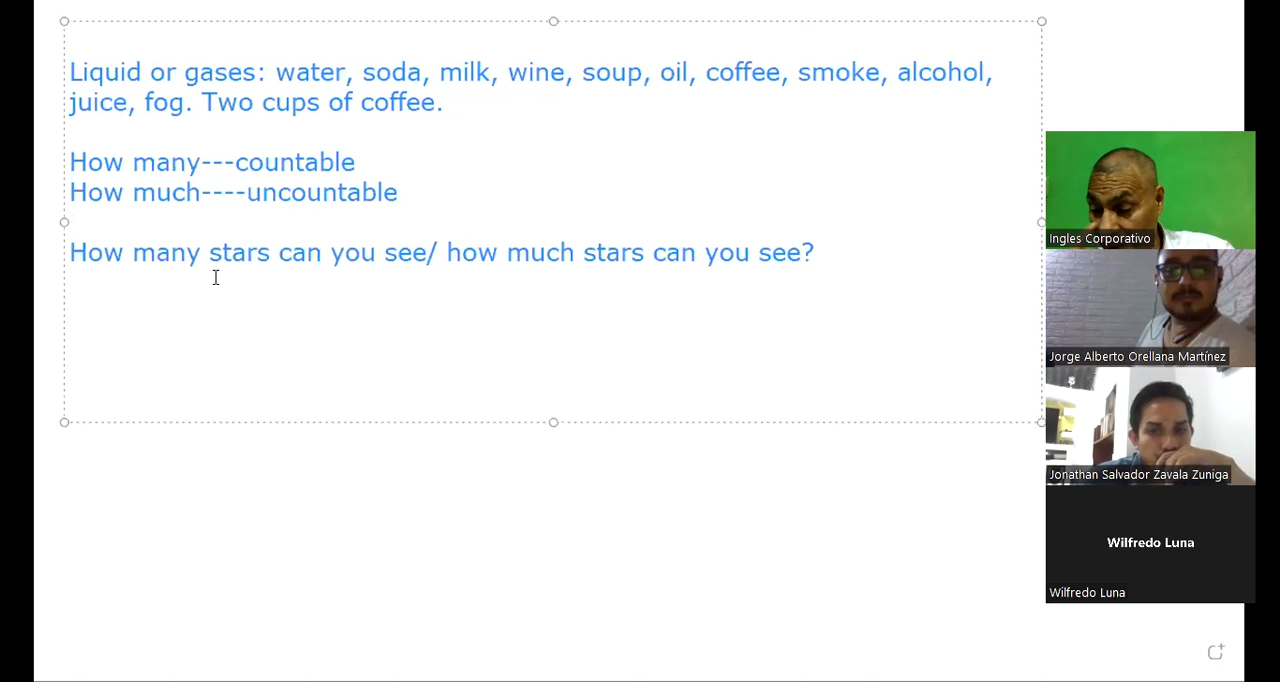 Liquid or gases: water, soda, milk, wine, soup, oil, coffee, smoke, alcohol,
juice, fog. Two cups of coffee.
How many---countable
How much----uncountable
How many stars can you see/ how much stars can you see?
Ingles Corporativo
Jorge Alberto Orellana Martínez
Jonathan Salvador Zavala Zuniga
Wilfredo Luna
Wilfredo Luna